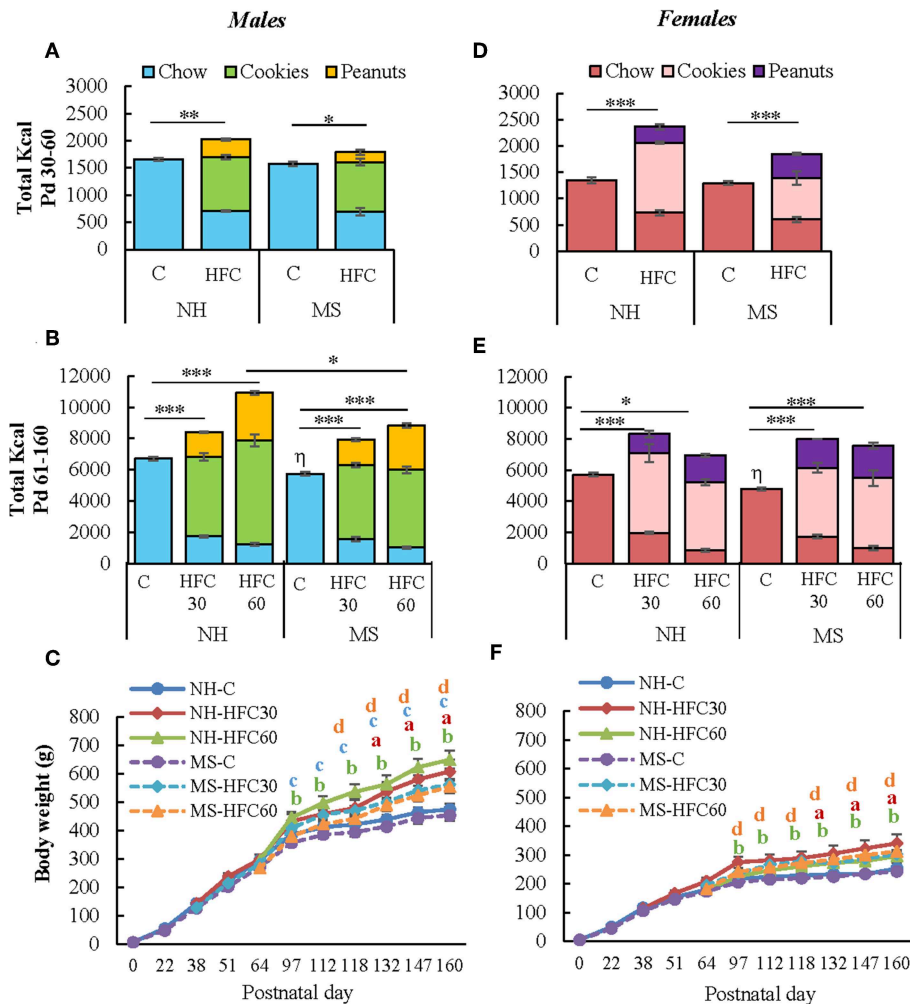 Males
Females
A
Chow Cookies Peanuts
Total Kcal
Pd 30-60
3000
2500
2000
1500
1000
500
0
**
*
C HFC C HFC
NH MS
D
Chow Cookies Peanuts
3000
2500
2000
1500
1000
500
0
***
***
C HFC C HFC
NH MS
B
Total Kcal
Pd 61-160
12000
10000
8000
6000
4000
2000
0
*
***
***
***
***
η
C HFC HFC C HFC HFC
30 60 30 60
NH MS
E
12000
10000
8000
6000
4000
2000
0
*
***
***
***
η
C HFC HFC C HFC HFC
30 60 30 60
NH MS
C
NH-C
NH-HFC30
NH-HFC60
MS-C
MS-HFC30
MS-HFC60
Body weight (g)
800
700
600
500
400
300
200
100
0
d d d d
c c c c c c
a a a
b b b b b b
0 22 38 51 64 97 112 118 132 147 160
Postnatal day
F
NH-C
NH-HFC30
NH-HFC60
MS-C
MS-HFC30
MS-HFC60
800
700
600
500
400
300
200
100
0
d d d d d d
a a a
b b b b b b
0 22 38 51 64 97 112 118 132 147 160
Postnatal day